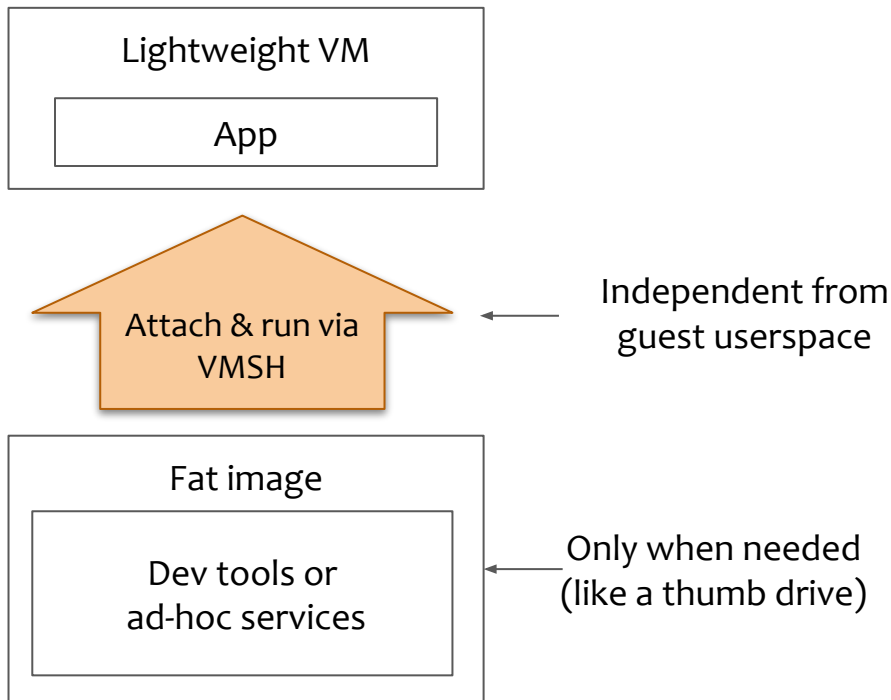 Lightweight VM
App
Attach & run via
VMSH
Independent from
guest userspace
Fat image
Dev tools or
ad-hoc services
Only when needed
(like a thumb drive)